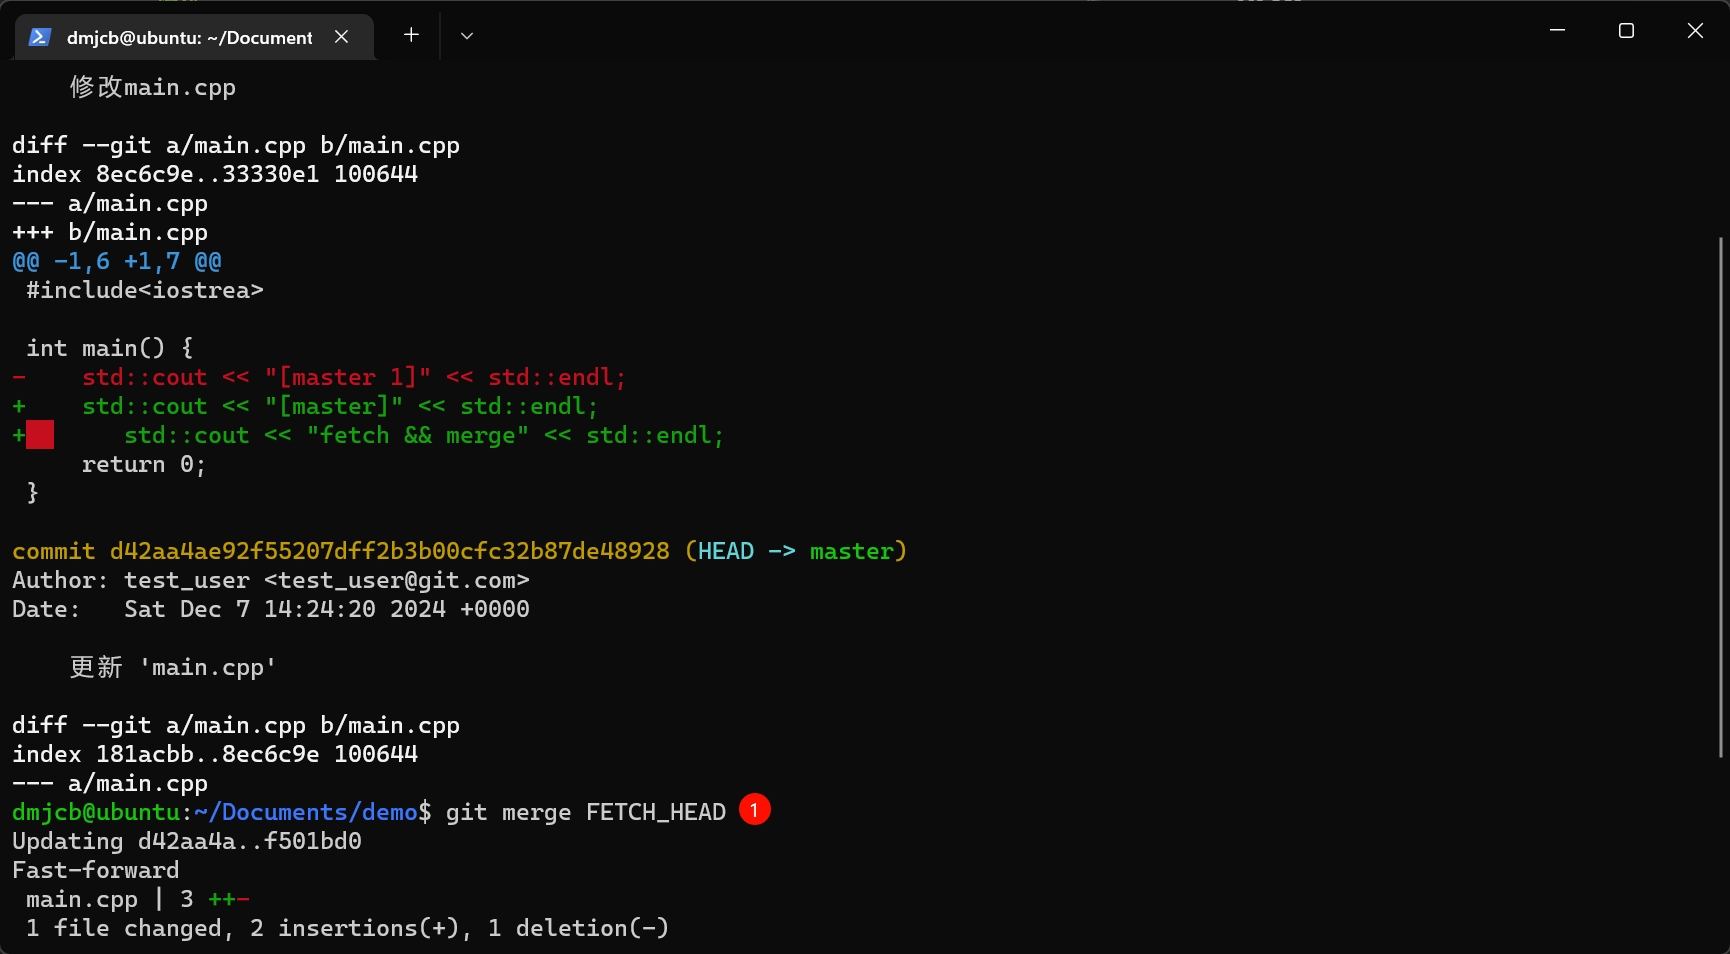 dmjcb@ubuntu: ~/Document
修改main.cpp
diff --git a/main.cpp b/main.cpp
index 8ec6c9e..33330e1 100644
--- a/main.cpp
+++ b/main.cpp
@@ -1,6 +1,7 @@
 #include<iostrea>
 int main() {
-    std::cout << "[master 1]" << std::endl;
+    std::cout << "[master]" << std::endl;
+       std::cout << "fetch && merge" << std::endl;
     return 0;
 }
commit d42aa4ae92f55207dff2b3b00cfc32b87de48928 (HEAD -> master)
Author: test_user <test_user@git.com>
Date:   Sat Dec 7 14:24:20 2024 +0000
    更新 'main.cpp'
diff --git a/main.cpp b/main.cpp
index 181acbb..8ec6c9e 100644
--- a/main.cpp
dmjcb@ubuntu:~/Documents/demo$ git merge FETCH_HEAD 1
Updating d42aa4a..f501bd0
Fast-forward
 main.cpp | 3 ++-
 1 file changed, 2 insertions(+), 1 deletion(-)